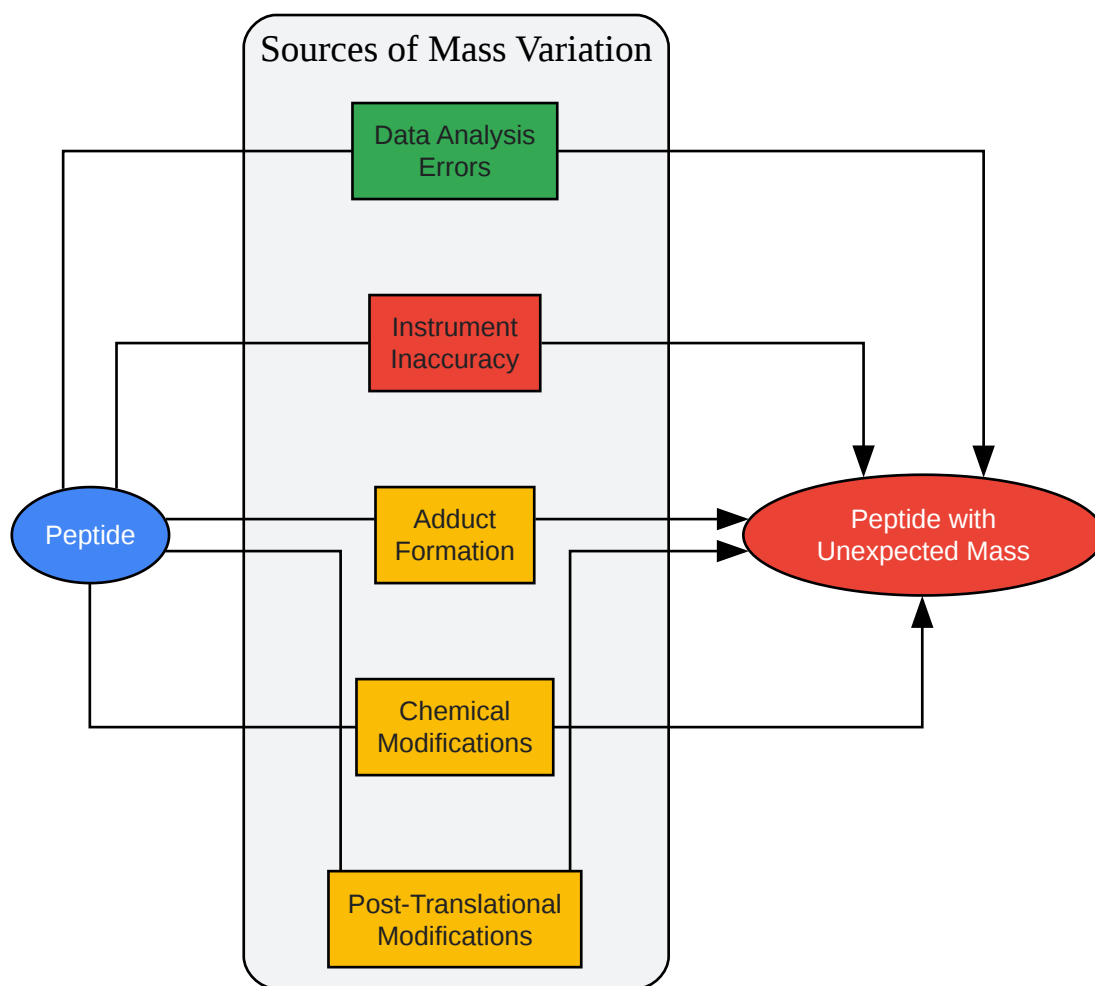 Sources of Mass Variation
Data Analysis
Errors
Instrument
Inaccuracy
Peptide
Adduct
Formation
Peptide with
Unexpected Mass
Chemical
Modifications
Post-Translational
Modifications